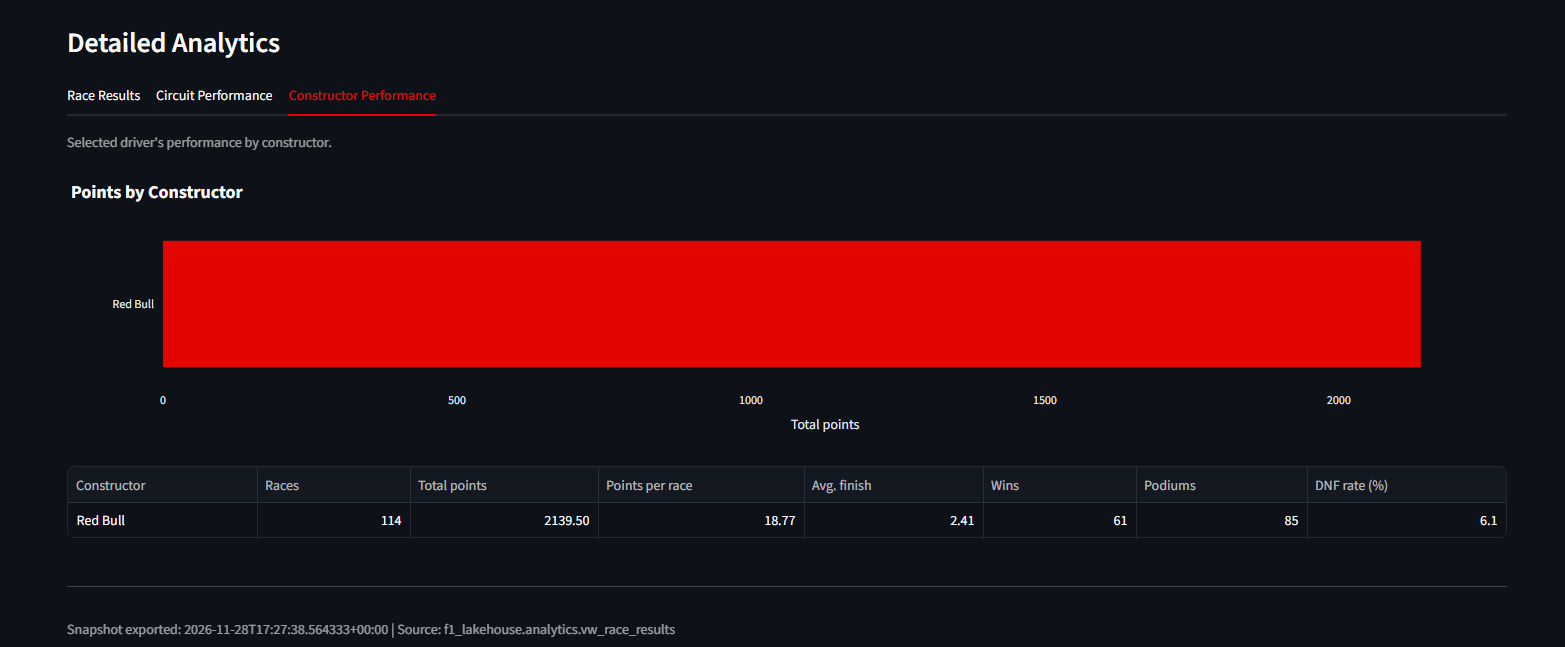 Detailed Analytics
Race Results Circuit Performance Constructor Performance
Selected driver's performance by constructor.
Points by Constructor
Red Bull
0 500 1000 1500 2000
Total points
Constructor Races Total points Points per race Avg. finish Wins Podiums DNF rate (%)
Red Bull 114 2139.50 18.77 2.41 61 85 6.1
Snapshot exported: 2026-11-28T17:27:38.564333+00:00 | Source: f1_lakehouse.analytics.vw_race_results